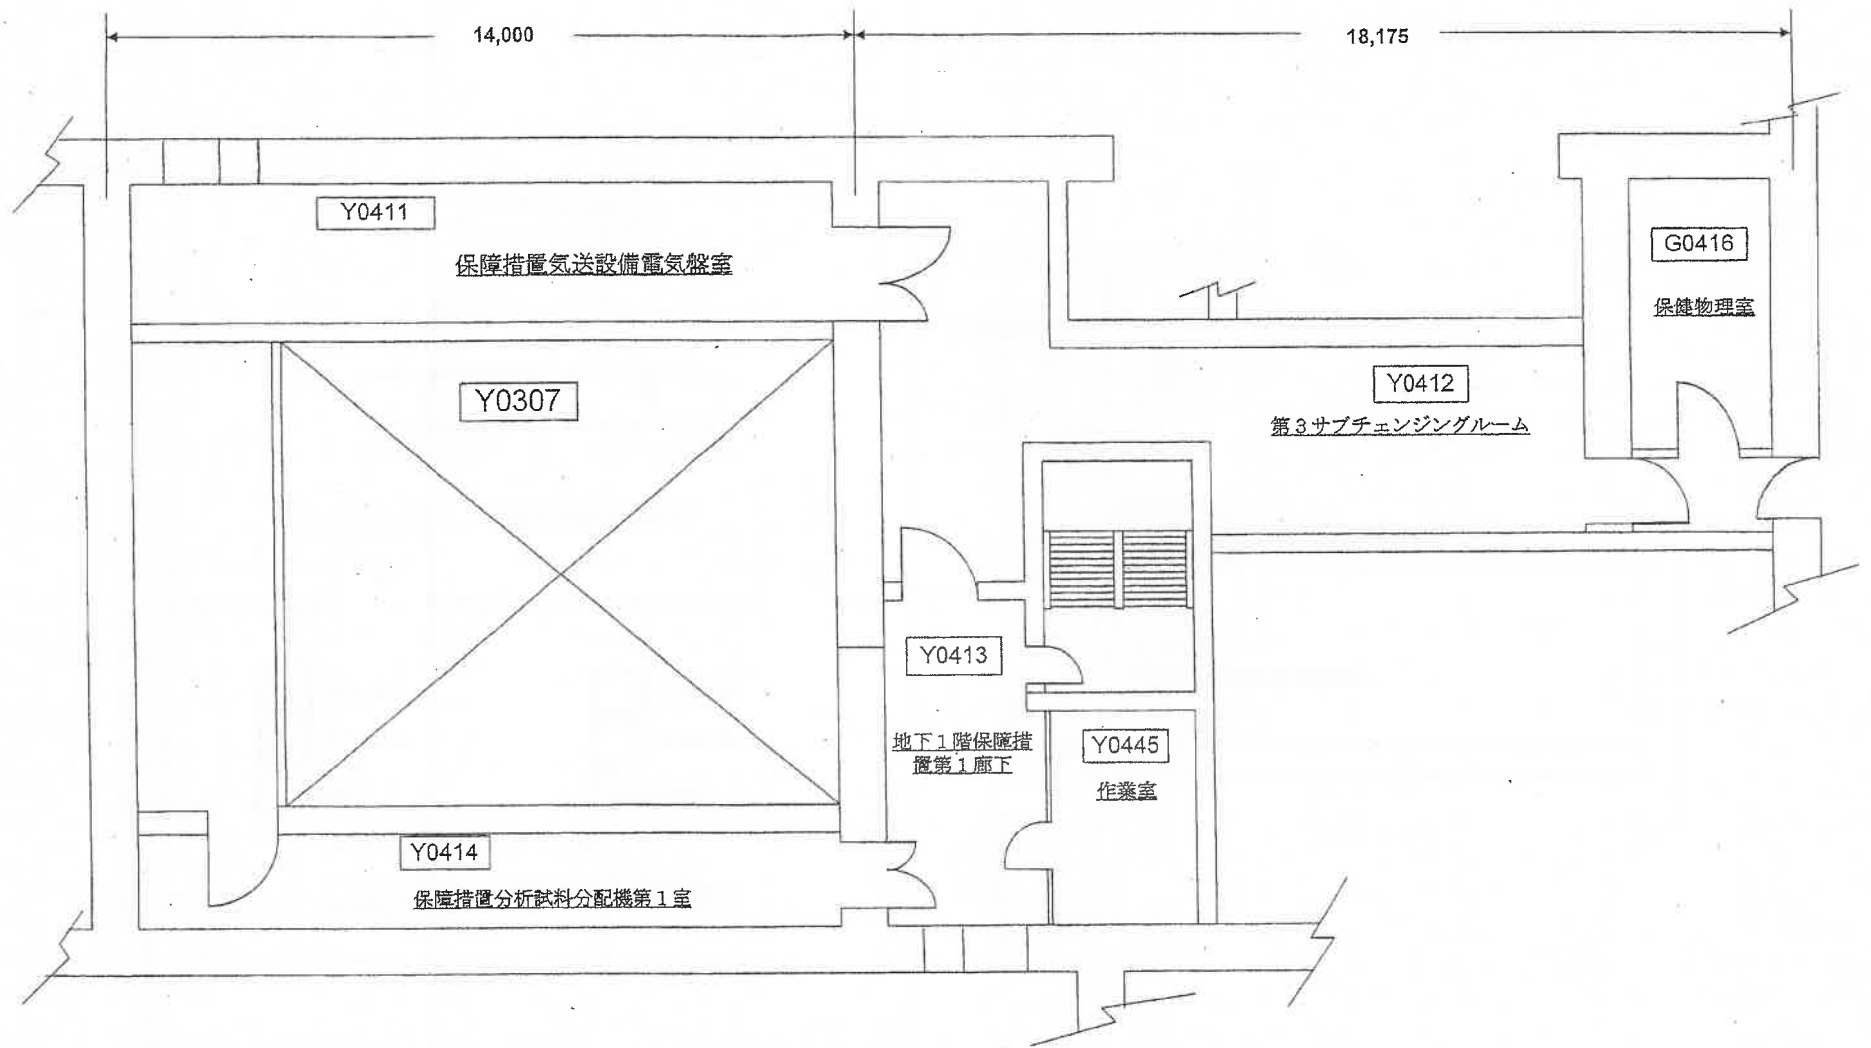 14,000
18,175
Y0411
保障措置気送設備電気盤室
G0416
保健物理室
Y0307
Y0412
第3サブチェンジングルーム
Y0413
地下1階保障措
置第1廊下
Y0445
作業室
Y0414
保障措置分析試料分配機第1室